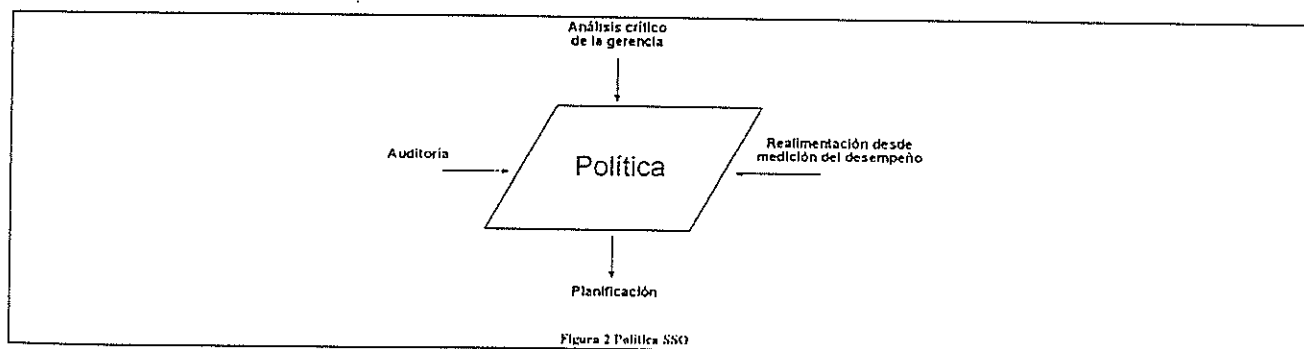 Análisis crítico
de la gerencia
Auditoría
Política
Realimentación desde
medición del desempeño
Planificación
Figura 2 Política SSO